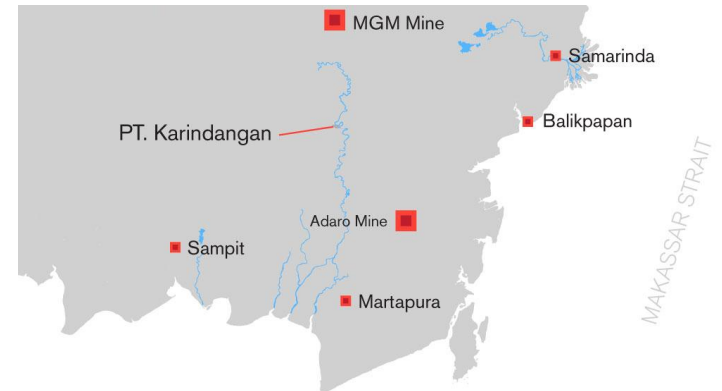 MGM Mine
Samarinda
Balikpapan
PT. Karindangan
MAKASSAR STRAIT
Adaro Mine
Sampit
Martapura